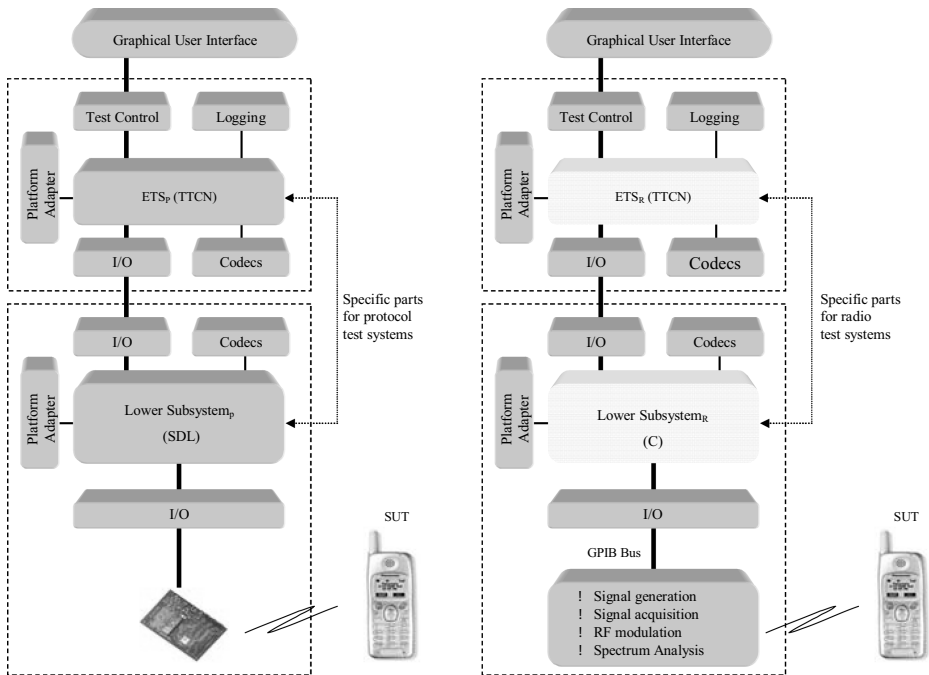 Graphical User Interface
Test Control
Logging
Platform
Adapter
ETSP (TTCN)
I/O
Codecs
Specific parts
for protocol
test systems
I/O
Codecs
Platform
Adapter
Lower Subsystemp
(SDL)
I/O
SUT
Graphical User Interface
Test Control
Logging
Platform
Adapter
ETSR (TTCN)
I/O
Codecs
Specific parts
for radio
test systems
I/O
Codecs
Platform
Adapter
Lower SubsystemR
(C)
I/O
SUT
GPIB Bus
! Signal generation
! Signal acquisition
! RF modulation
! Spectrum Analysis